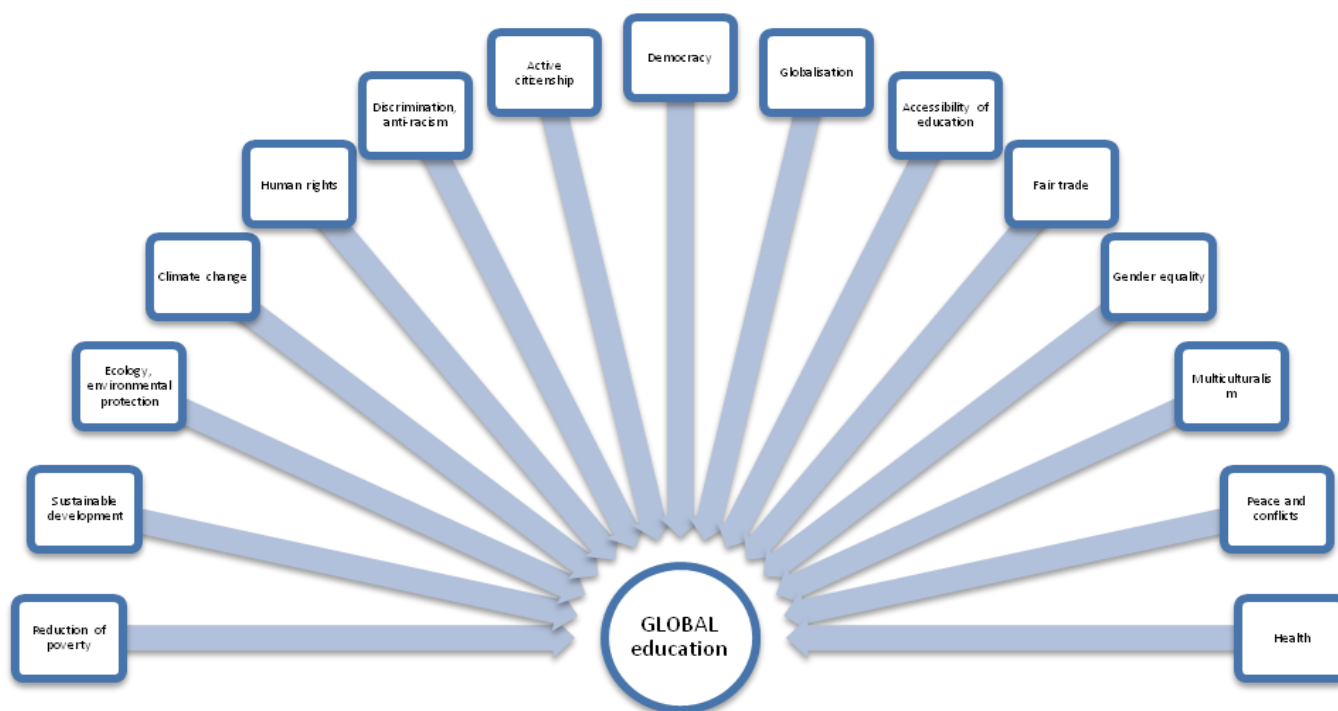 Democracy
Active
citizenship
Globalisation
Discrimination,
anti-racism
Accessibility of
education
Human rights
Fair trade
Climate change
Gender equality
Ecology,
environmental
protection
Multiculturalis
m
Sustainable
development
Peace and
conflicts
Reduction of
poverty
GLOBAL
education
Health